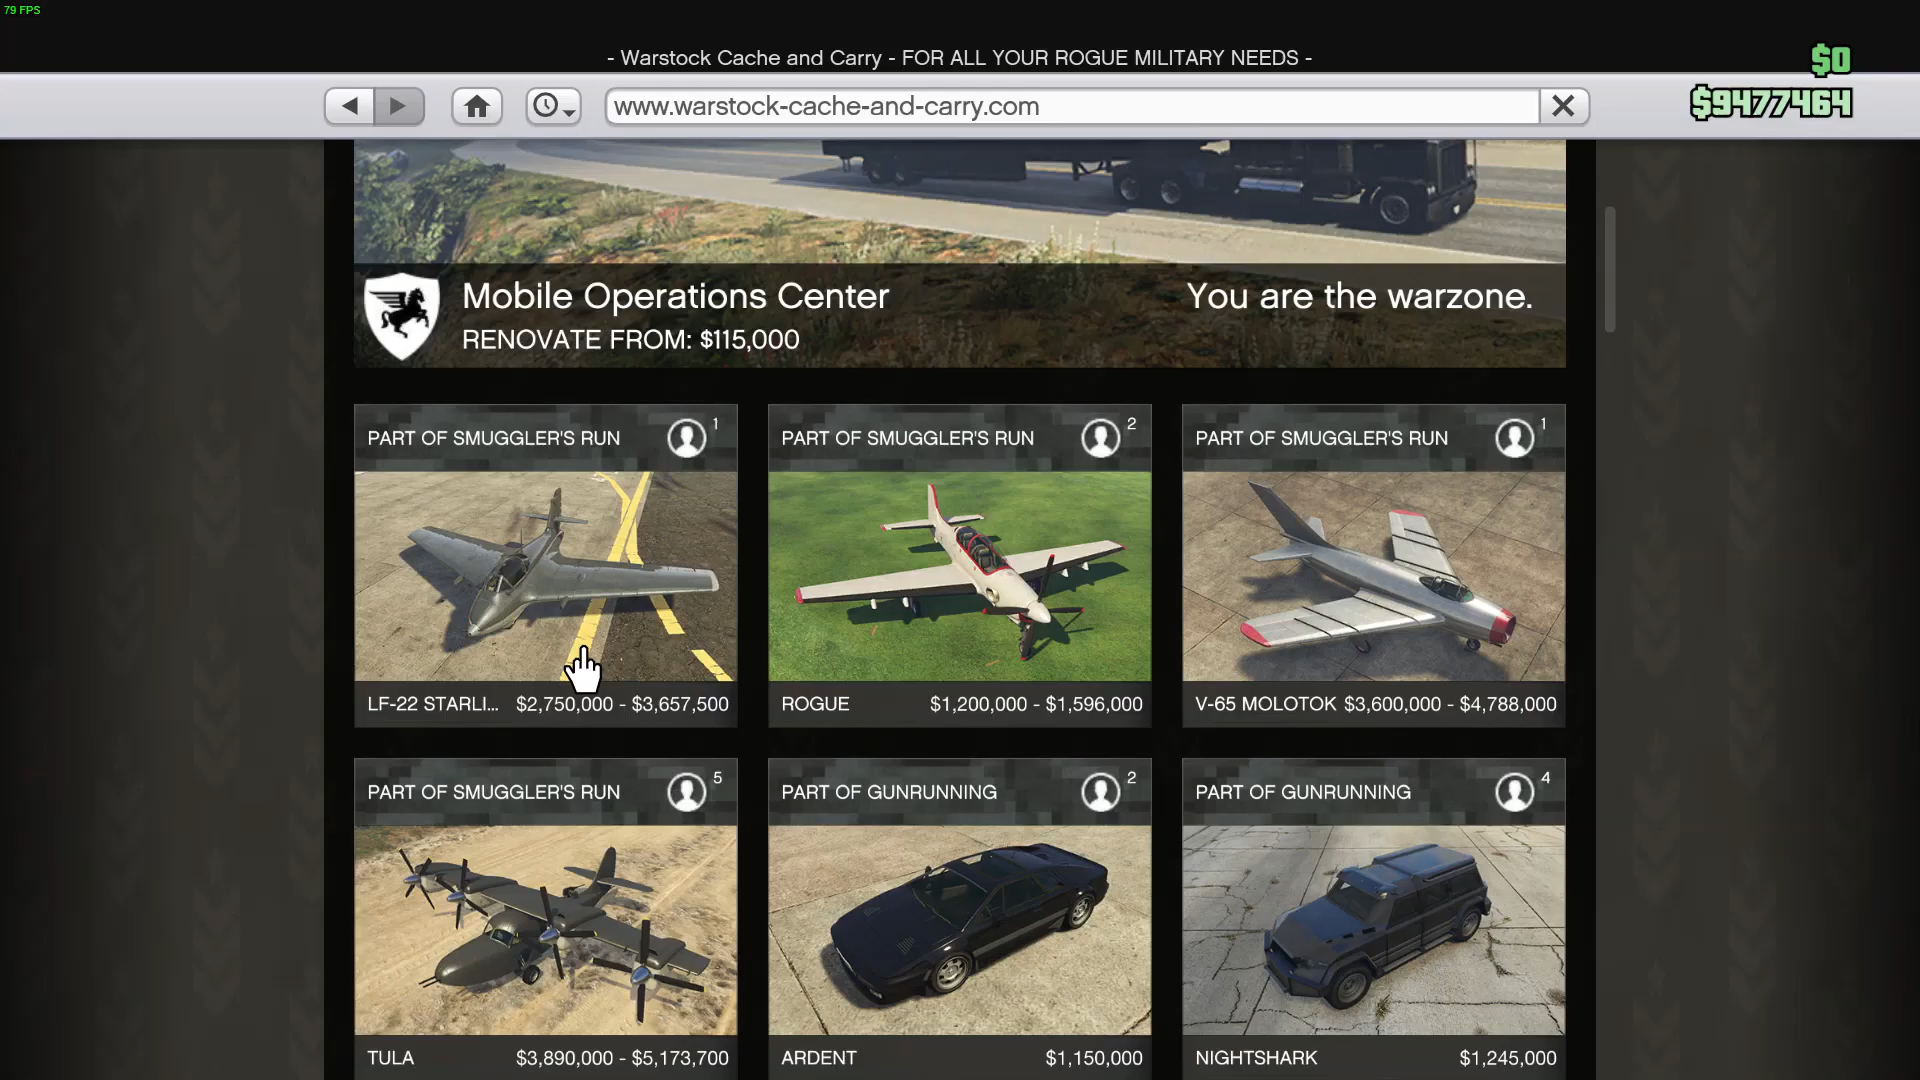 79 FPS
- Warstock Cache and Carry - FOR ALL YOUR ROGUE MILITARY NEEDS -
$0
www.warstock-cache-and-carry.com
$9477464
Mobile Operations Center
You are the warzone.
RENOVATE FROM: $115,000
PART OF SMUGGLER'S RUN 1
PART OF SMUGGLER'S RUN 2
PART OF SMUGGLER'S RUN 1
LF-22 STARLI... $2,750,000 - $3,657,500
ROGUE $1,200,000 - $1,596,000
V-65 MOLOTOK $3,600,000 - $4,788,000
PART OF SMUGGLER'S RUN 5
PART OF GUNRUNNING 2
PART OF GUNRUNNING 4
TULA $3,890,000 - $5,173,700
ARDENT $1,150,000
NIGHTSHARK $1,245,000